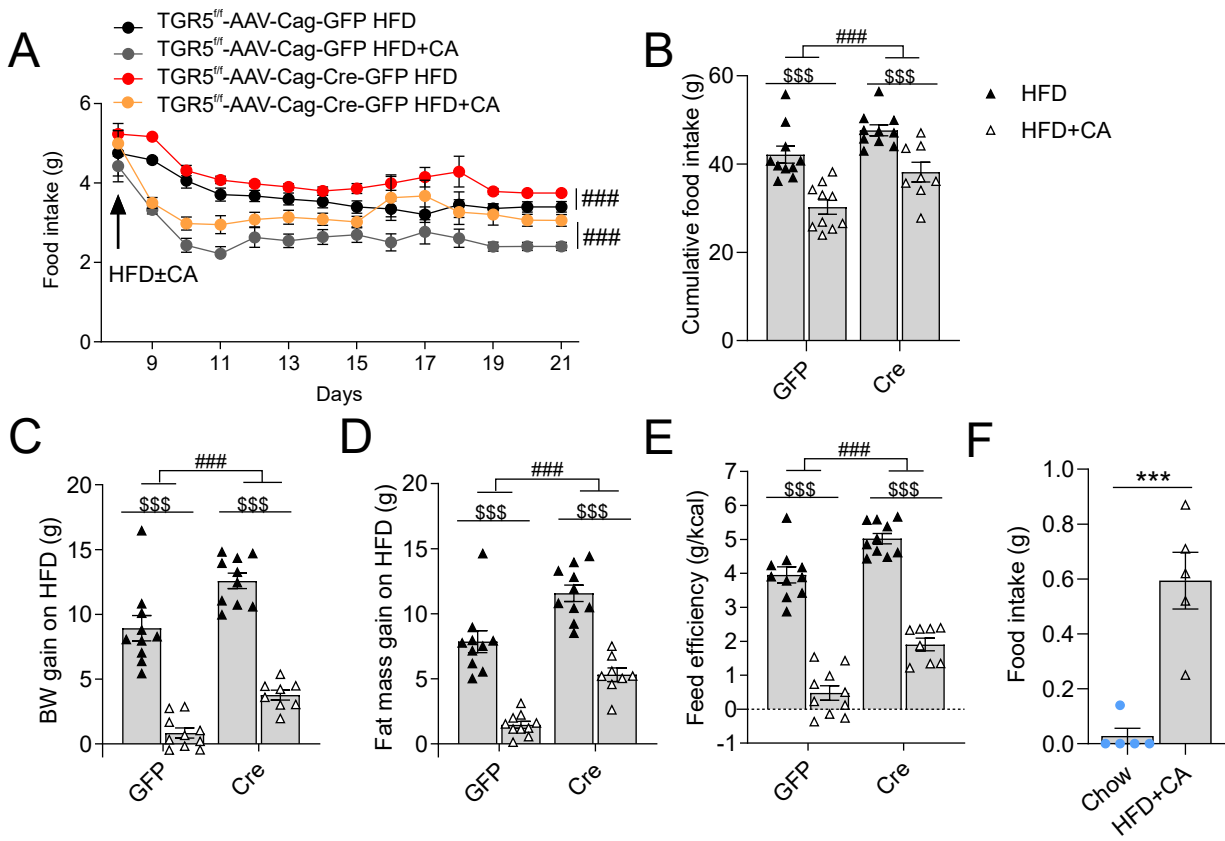 A
TGR5f/f-AAV-Cag-GFP HFD
TGR5f/f-AAV-Cag-GFP HFD+CA
TGR5f/f-AAV-Cag-Cre-GFP HFD
TGR5f/f-AAV-Cag-Cre-GFP HFD+CA
Food intake (g)
6
4
2
0
HFD±CA
###
###
9
11
13
15
17
19
21
Days
B
###
$$$
$$$
Cumulative food intake (g)
60
40
20
0
GFP
Cre
HFD
HFD+CA
C
###
$$$
$$$
BW gain on HFD (g)
20
15
10
5
0
GFP
Cre
D
###
$$$
$$$
Fat mass gain on HFD (g)
20
15
10
5
0
GFP
Cre
E
###
$$$
$$$
Feed efficiency (g/kcal)
7
6
5
4
3
2
1
0
-1
GFP
Cre
F
***
Food intake (g)
1.0
0.8
0.6
0.4
0.2
0.0
Chow
HFD+CA